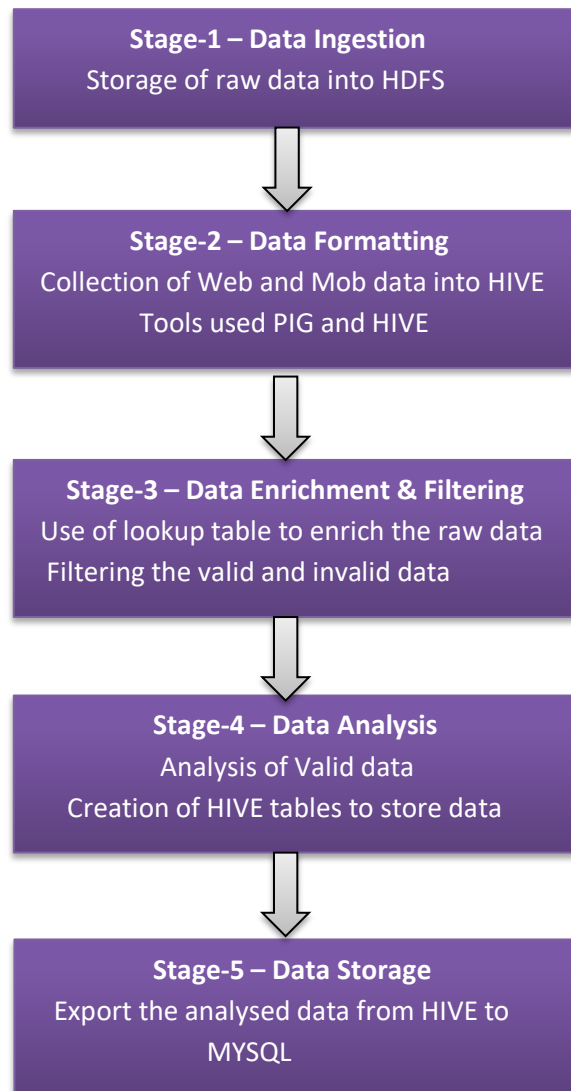 Stage-1 – Data Ingestion
Storage of raw data into HDFS
Stage-2 – Data Formatting
Collection of Web and Mob data into HIVE
Tools used PIG and HIVE
Stage-3 – Data Enrichment & Filtering
Use of lookup table to enrich the raw data
Filtering the valid and invalid data
Stage-4 – Data Analysis
Analysis of Valid data
Creation of HIVE tables to store data
Stage-5 – Data Storage
Export the analysed data from HIVE to
MYSQL